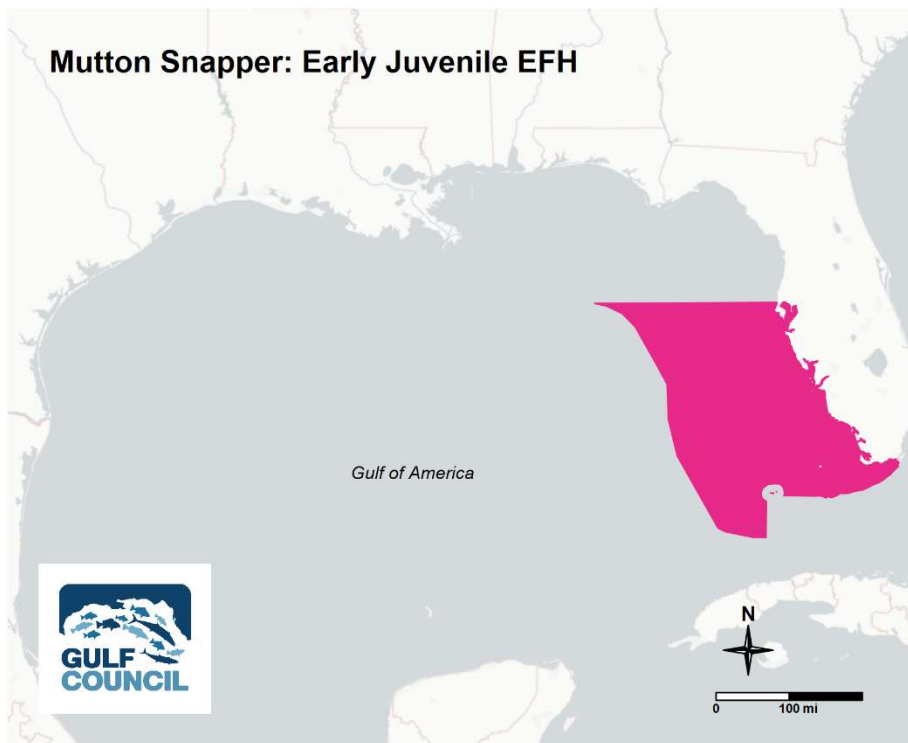 Mutton Snapper: Early Juvenile EFH
Gulf of America
GULF
COUNCIL
N
0 100 mi